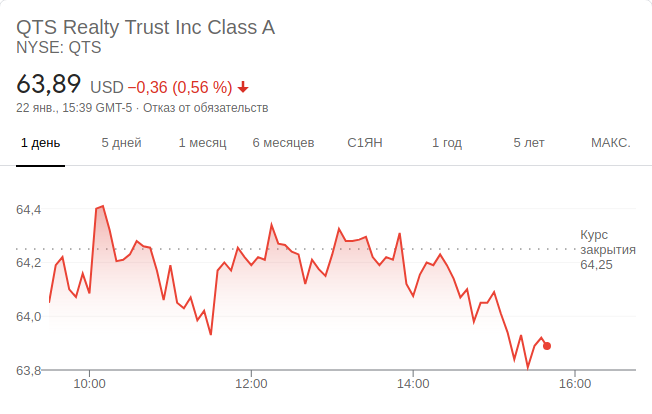 QTS Realty Trust Inc Class A
NYSE: QTS
63,89 USD −0,36 (0,56 %)
22 янв., 15:39 GMT-5 · Отказ от обязательств
1 день 5 дней 1 месяц 6 месяцев С1ЯН 1 год 5 лет МАКС.
64,4
Курс
закрытия
64,25
64,2
64,0
63,8
10:00 12:00 14:00 16:00